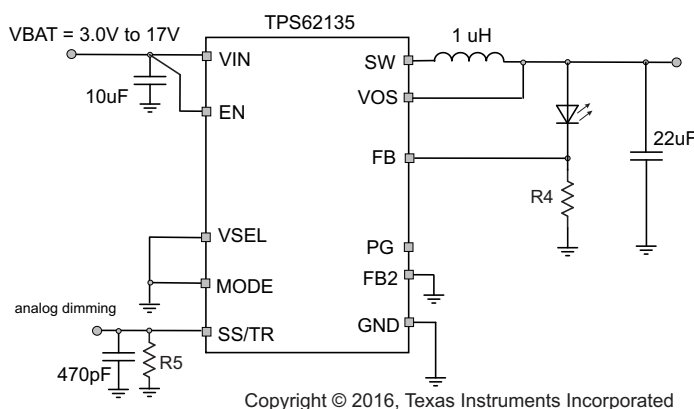 TPS62135
VBAT = 3.0V to 17V
1 uH
VIN
SW
10uF
VOS
EN
FB
22uF
R4
VSEL
PG
MODE
FB2
analog dimming
SS/TR
GND
R5
470pF
Copyright © 2016, Texas Instruments Incorporated